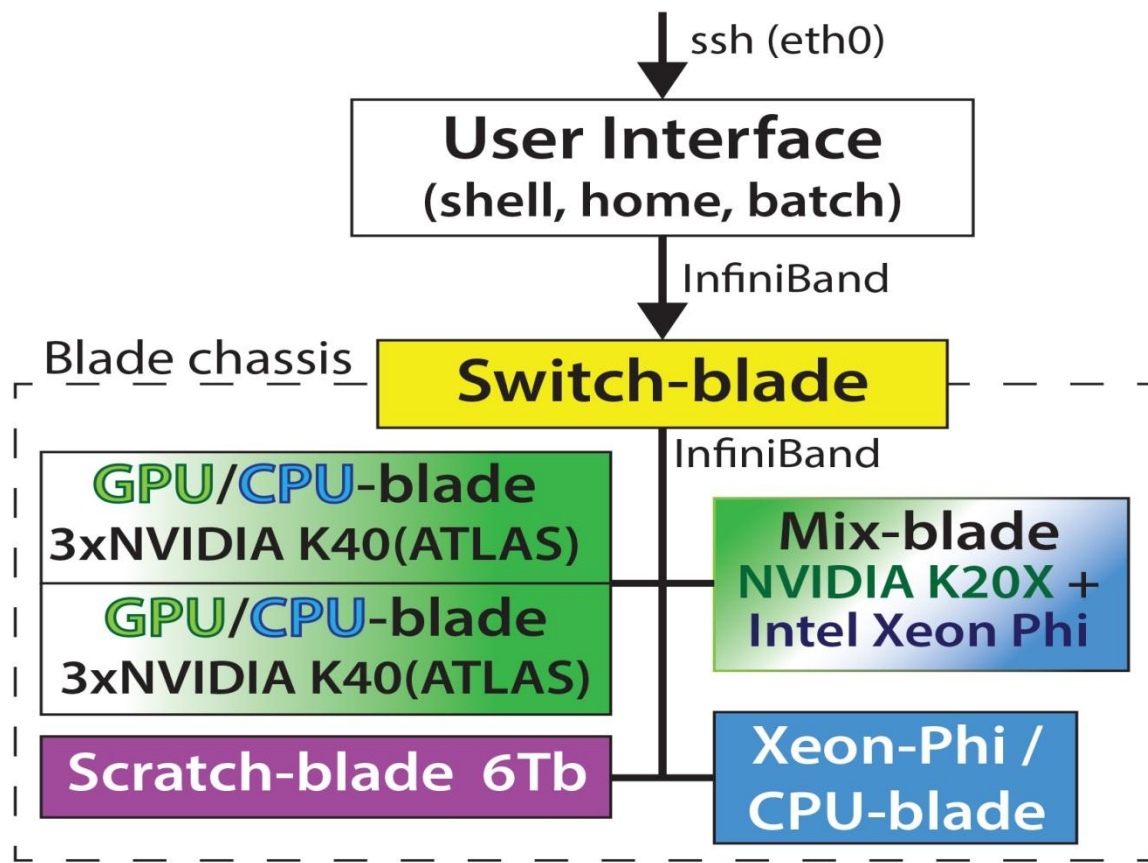 ssh (eth0)
User Interface
(shell, home, batch)
InfiniBand
Blade chassis
Switch-blade
InfiniBand
GPU/CPU-blade
3xNVIDIA K40(ATLAS)
GPU/CPU-blade
3xNVIDIA K40(ATLAS)
Mix-blade
NVIDIA K20X +
Intel Xeon Phi
Scratch-blade 6Tb
Xeon-Phi /
CPU-blade